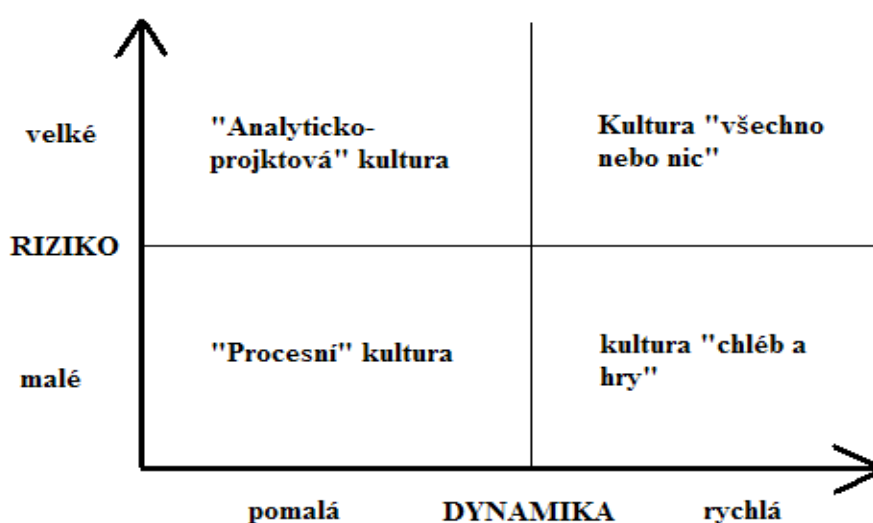 velké
"Analyticko-
projktová" kultura
Kultura "všechno
nebo nic"
RIZIKO
malé
"Procesní" kultura
kultura "chléb a
hry"
pomalá
DYNAMIKA
rychlá